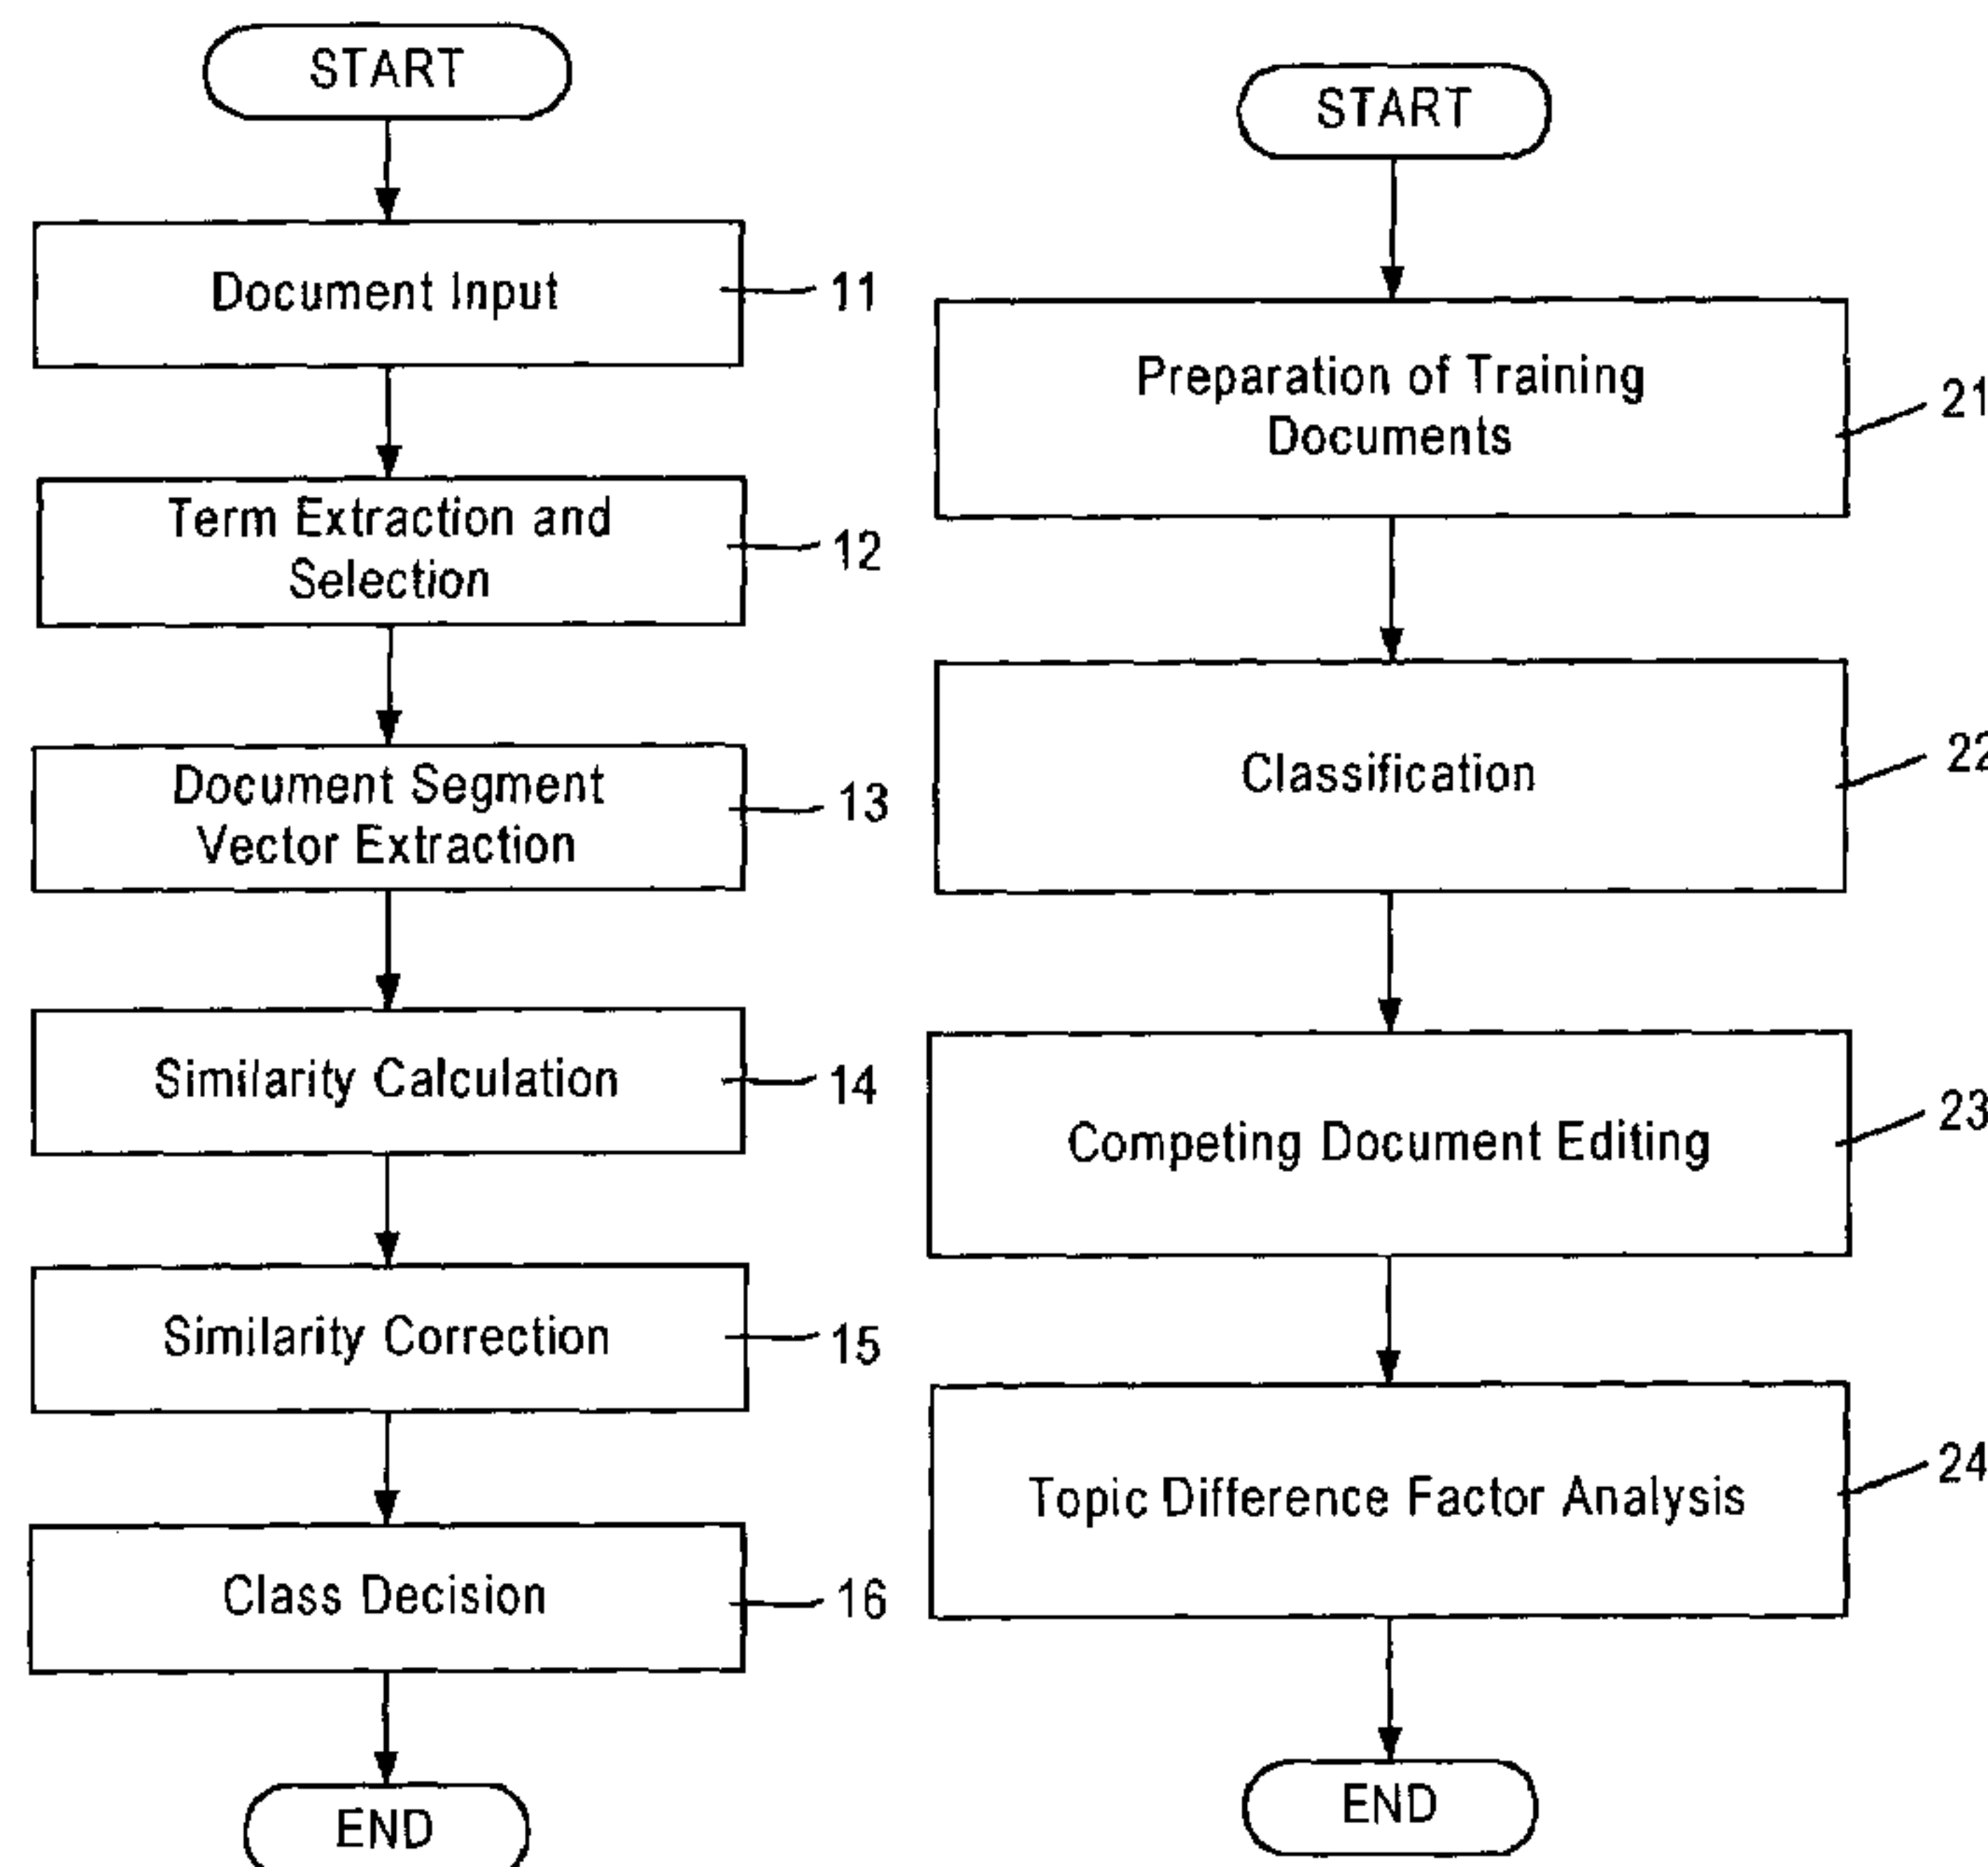 START
Document Input
11
Term Extraction and
Selection
12
Document Segment
Vector Extraction
13
Similarity Calculation
14
Similarity Correction
15
Class Decision
16
END
START
Preparation of Training
Documents
21
Classification
22
Competing Document Editing
23
Topic Difference Factor Analysis
24
END